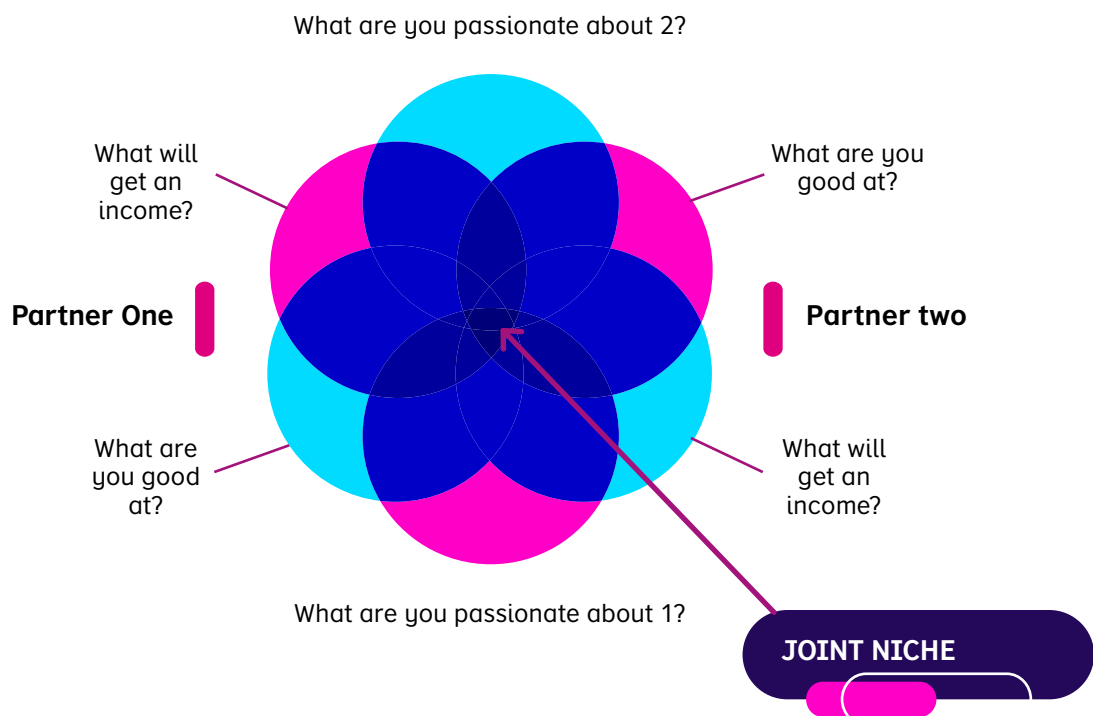 What are you passionate about 2?
What will
get an
income?
What are you
good at?
Partner One
Partner two
What are
you good
at?
What will
get an
income?
What are you passionate about 1?
JOINT NICHE